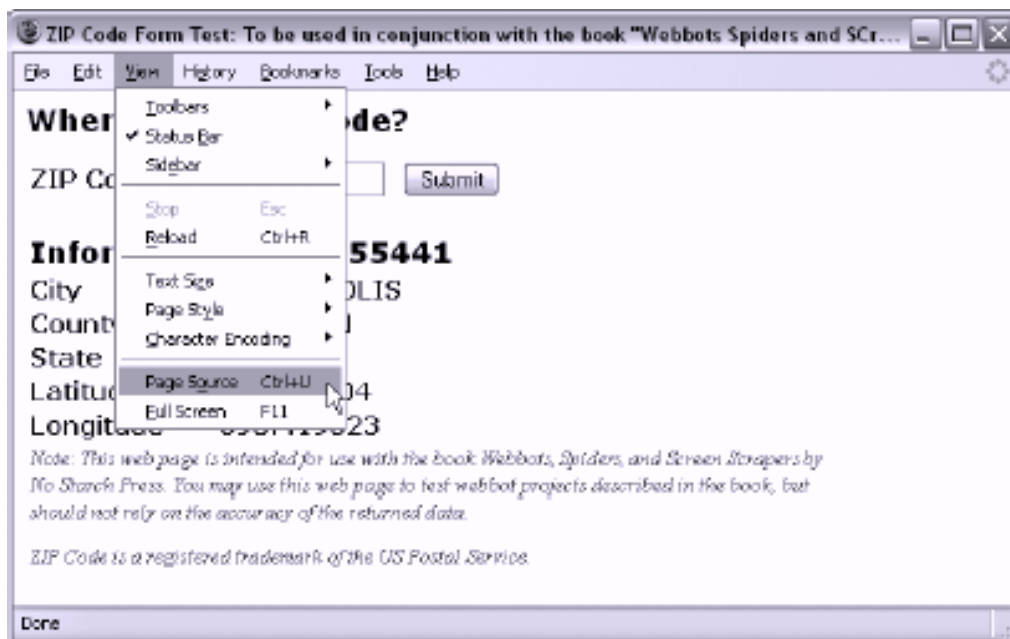 ZIP Code Form Test: To be used in conjunction with the book "Webbots Spiders and SCr...
File Edit View History Bookmarks Tools Help
Wher de?
ZIP Co Submit
Toolbars
Status Bar
Sidebar
Stop Esc
Reload Ctrl+R
Text Size
Page Style
Character Encoding
Page Source Ctrl+U
Full Screen F11
Infor 55441
City OLIS
County
State
Latitud 04
Longitude
Note: This web page is intended for use with the book Webbots, Spiders, and Screen Scrapers by
No Starch Press. You may use this web page to test webbot projects described in the book, but
should not rely on the accuracy of the returned data.
ZIP Code is a registered trademark of the US Postal Service.
Done